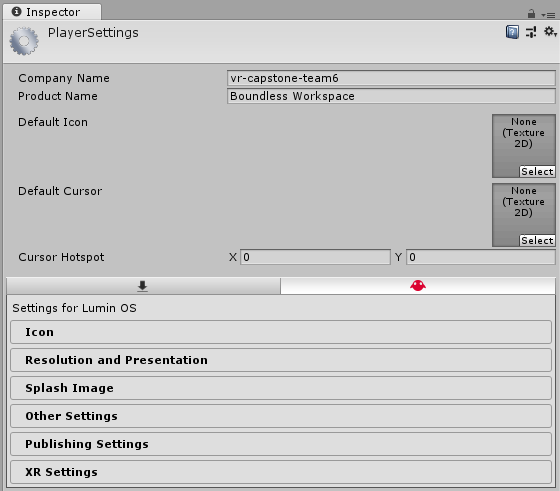 Inspector
PlayerSettings
Company Name vr-capstone-team6
Product Name Boundless Workspace
Default Icon
None
(Texture
2D)
Select
Default Cursor
None
(Texture
2D)
Select
Cursor Hotspot X 0 Y 0
Settings for Lumin OS
Icon
Resolution and Presentation
Splash Image
Other Settings
Publishing Settings
XR Settings